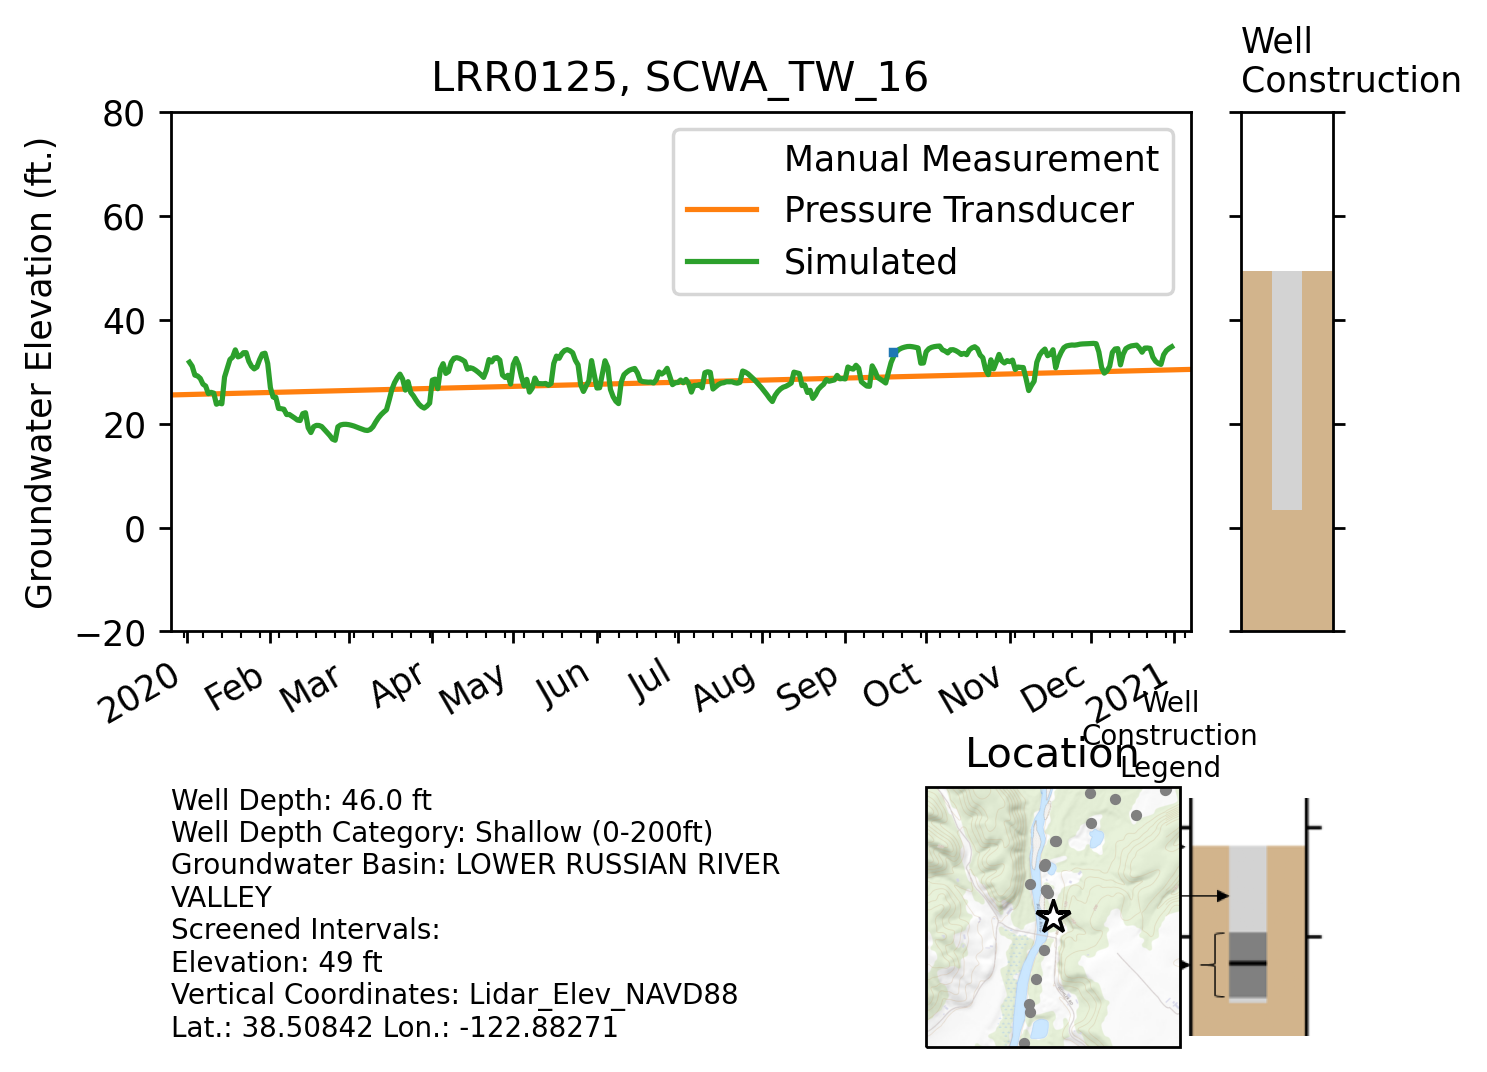 Well
Construction
LRR0125, SCWA_TW_16
Groundwater Elevation (ft.)
80
60
40
20
0
−20
Manual Measurement
Pressure Transducer
Simulated
2020
Feb
Mar
Apr
May
Jun
Jul
Aug
Sep
Oct
Nov
Dec
2021
Well
Construction
Legend
Location
Well Depth: 46.0 ft
Well Depth Category: Shallow (0-200ft)
Groundwater Basin: LOWER RUSSIAN RIVER
VALLEY
Screened Intervals:
Elevation: 49 ft
Vertical Coordinates: Lidar_Elev_NAVD88
Lat.: 38.50842 Lon.: -122.88271